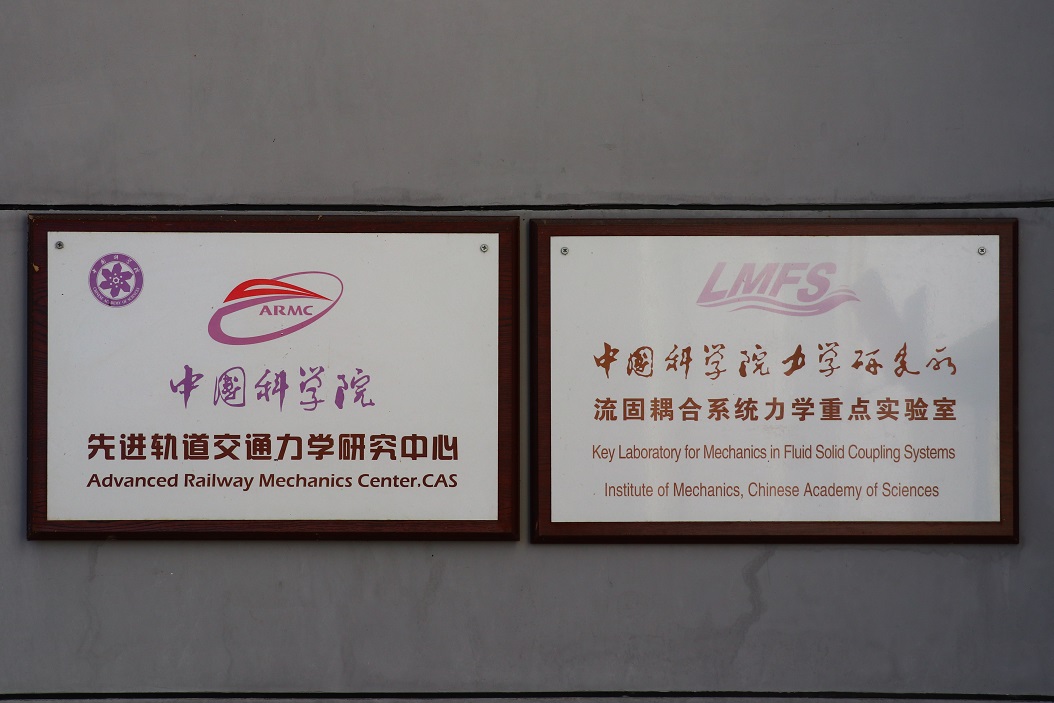 ARMC
中国科学院
先进轨道交通力学研究中心
Advanced Railway Mechanics Center.CAS
LMFS
中国科学院力学研究所
流固耦合系统力学重点实验室
Key Laboratory for Mechanics in Fluid Solid Coupling Systems
Institute of Mechanics, Chinese Academy of Sciences